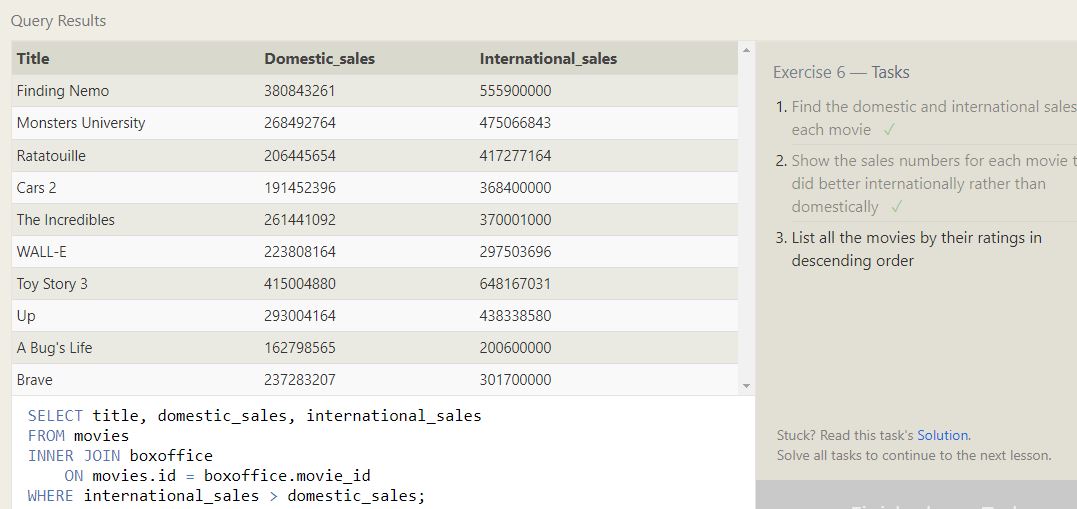 Query Results
Title Domestic_sales International_sales
Finding Nemo 380843261 555900000
Monsters University 268492764 475066843
Ratatouille 206445654 417277164
Cars 2 191452396 368400000
The Incredibles 261441092 370001000
WALL-E 223808164 297503696
Toy Story 3 415004880 648167031
Up 293004164 438338580
A Bug's Life 162798565 200600000
Brave 237283207 301700000
SELECT title, domestic_sales, international_sales
FROM movies
INNER JOIN boxoffice
ON movies.id = boxoffice.movie_id
WHERE international_sales > domestic_sales;
Exercise 6 — Tasks
1. Find the domestic and international sales
each movie ✓
2. Show the sales numbers for each movie
did better internationally rather than
domestically ✓
3. List all the movies by their ratings in
descending order
Stuck? Read this task's Solution.
Solve all tasks to continue to the next lesson.